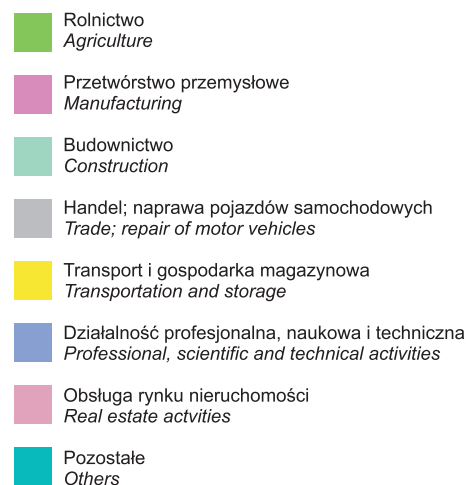 Rolnictwo
Agriculture
Przetwórstwo przemysłowe
Manufacturing
Budownictwo
Construction
Handel; naprawa pojazdów samochodowych
Trade; repair of motor vehicles
Transport i gospodarka magazynowa
Transportation and storage
Działalność profesjonalna, naukowa i techniczna
Professional, scientific and technical activities
Obsługa rynku nieruchomości
Real estate actvities
Pozostałe
Others